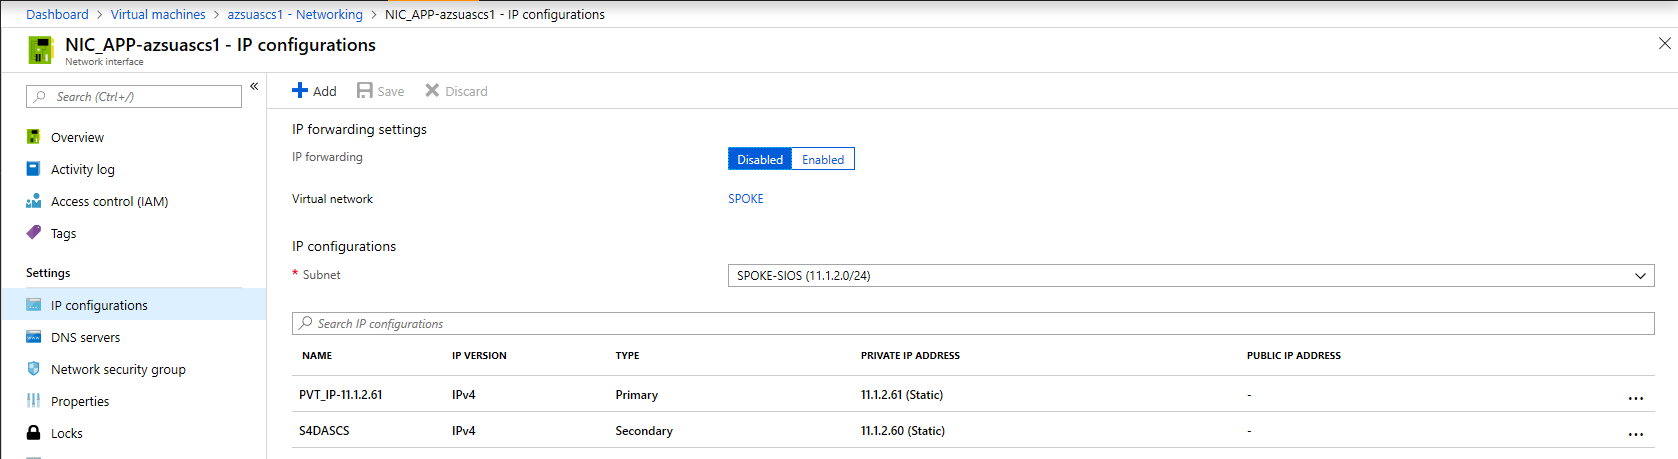 Dashboard > Virtual machines > azsuascs1 - Networking > NIC_APP-azsuascs1 - IP configurations
NIC_APP-azsuascs1 - IP configurations
Network interface
Search (Ctrl+/)
«
Overview
Activity log
Access control (IAM)
Tags
Settings
IP configurations
DNS servers
Network security group
Properties
Locks
Add Save Discard
IP forwarding settings
IP forwarding Disabled Enabled
Virtual network SPOKE
IP configurations
* Subnet SPOKE-SIOS (11.1.2.0/24)
Search IP configurations
NAME IP VERSION TYPE PRIVATE IP ADDRESS PUBLIC IP ADDRESS
PVT_IP-11.1.2.61 IPv4 Primary 11.1.2.61 (Static) - ...
S4DASCS IPv4 Secondary 11.1.2.60 (Static) - ...